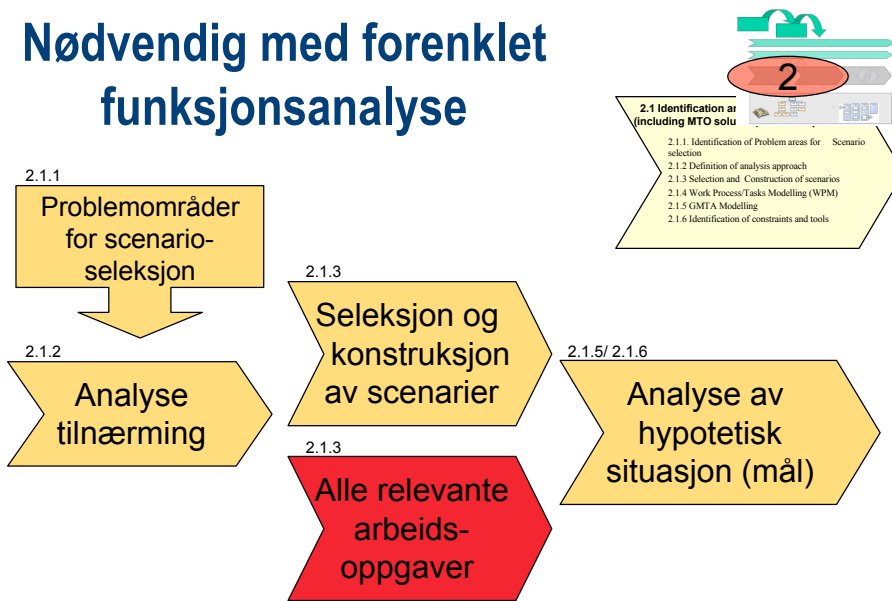 Nødvendig med forenklet
funksjonsanalyse
2
2.1 Identification
(including MTO
2.1.1. Identification of Problem areas for Scenario
selection
2.1.2 Definition of analysis approach
2.1.3 Selection and Construction of scenarios
2.1.4 Work Process/Tasks Modelling (WPM)
2.1.5 GMTA Modelling
2.1.6 Identification of constraints and tools
2.1.1
Problemområder
for scenario-
seleksjon
2.1.2
Analyse
tilnærming
2.1.3
Seleksjon og
konstruksjon
av scenarier
2.1.3
Alle relevante
arbeids-
oppgaver
2.1.5/ 2.1.6
Analyse av
hypotetisk
situasjon (mål)